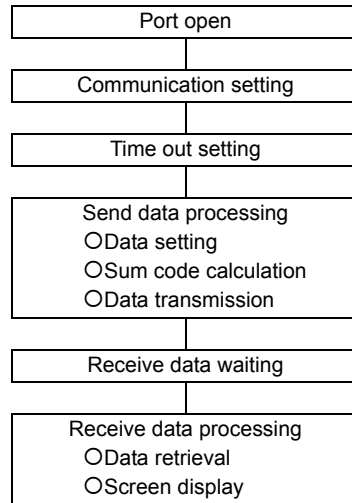 Port open
Communication setting
Time out setting
Send data processing
○Data setting
○Sum code calculation
○Data transmission
Receive data waiting
Receive data processing
○Data retrieval
○Screen display